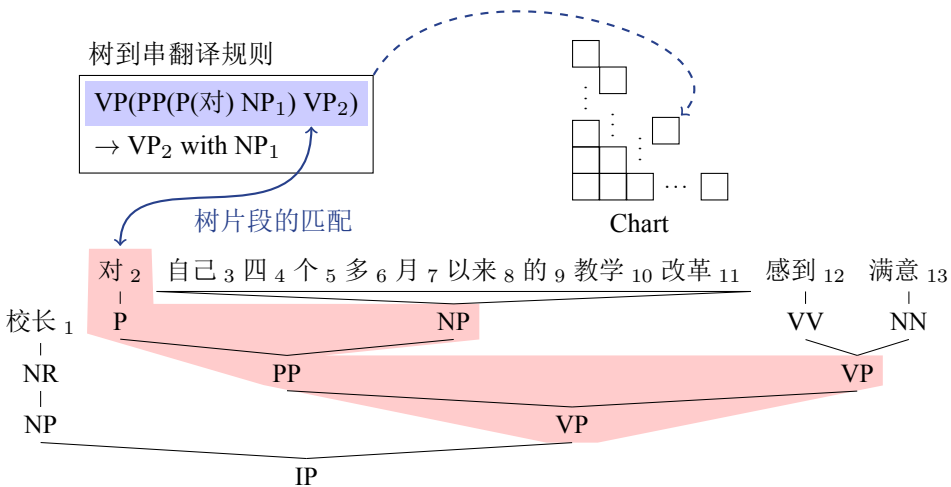 树到串翻译规则
VP(PP(P(对) NP₁) VP₂)
→ VP₂ with NP₁
树片段的匹配
Chart
对 ₂ 自己 ₃ 四 ₄ 个 ₅ 多 ₆ 月 ₇ 以来 ₈ 的 ₉ 教学 ₁₀ 改革 ₁₁ 感到 ₁₂ 满意 ₁₃
校长 ₁ P NP VV NN
NR PP VP
NP VP
IP